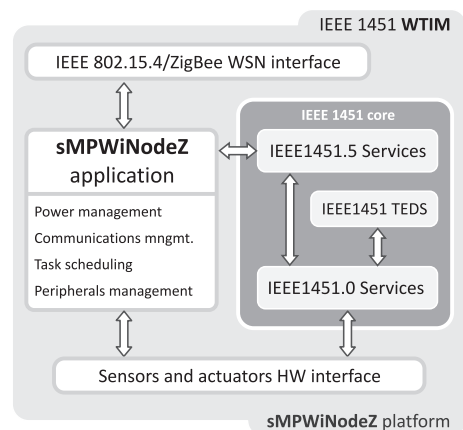 IEEE 1451 WTIM
IEEE 802.15.4/ZigBee WSN interface
IEEE 1451 core
sMPWiNodeZ
application
Power management
Communications mngmt.
Task scheduling
Peripherals management
IEEE1451.5 Services
IEEE1451 TEDS
IEEE1451.0 Services
Sensors and actuators HW interface
sMPWiNodeZ platform